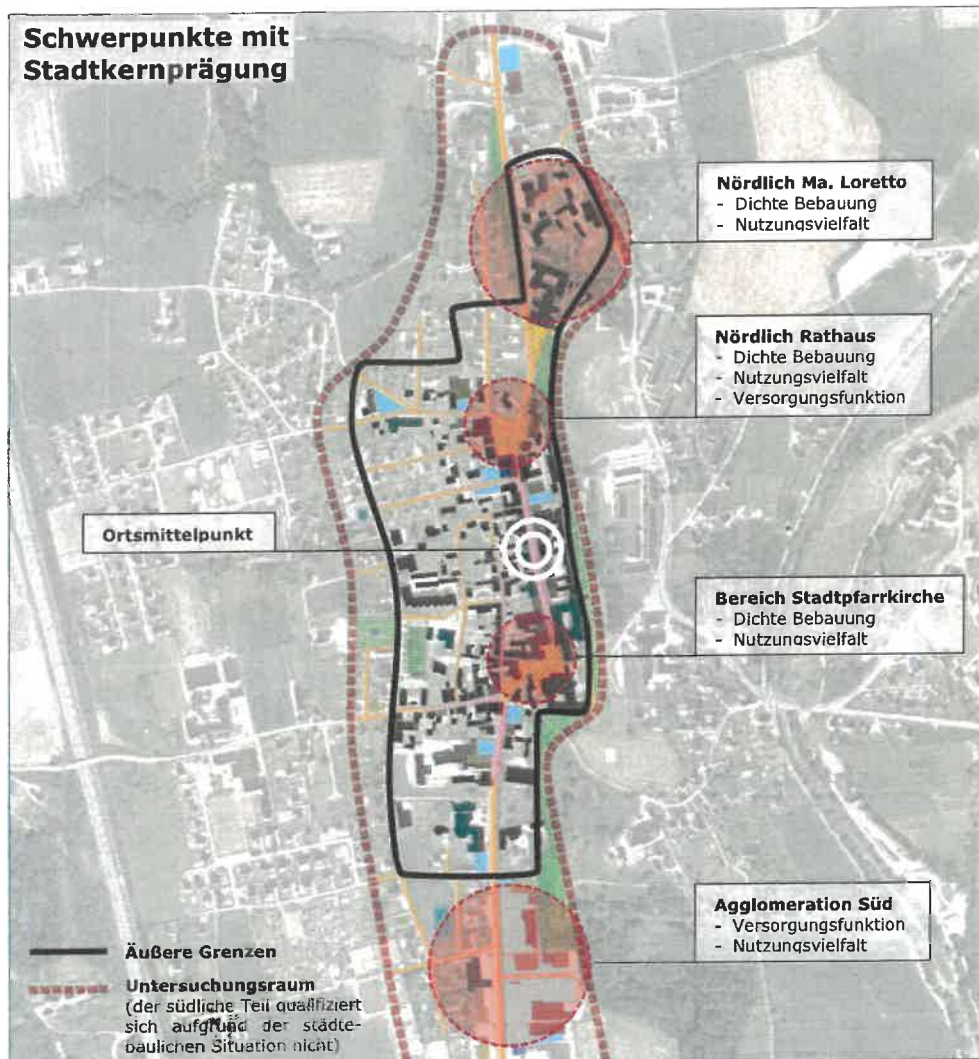 Schwerpunkte mit
Stadtkernprägung
Nördlich Ma. Loretto
- Dichte Bebauung
- Nutzungsvielfalt
Nördlich Rathaus
- Dichte Bebauung
- Nutzungsvielfalt
- Versorgungsfunktion
Ortsmittelpunkt
Bereich Stadtpfarrkirche
- Dichte Bebauung
- Nutzungsvielfalt
Agglomeration Süd
- Versorgungsfunktion
- Nutzungsvielfalt
Äußere Grenzen
Untersuchungsraum
(der südliche Teil qualifiziert
sich aufgrund der städte-
baulichen Situation nicht)